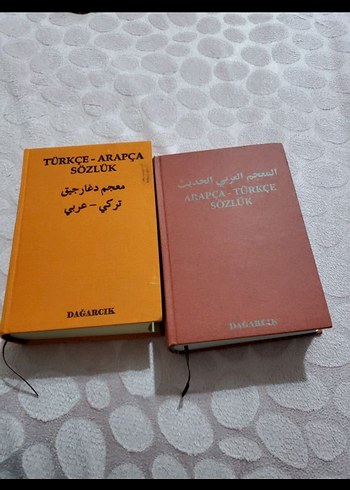 TÜRKÇE - ARAPÇA
SÖZLÜK
معجم دغارجيق
تركي - عربي
DAĞARCIK
المعجم العربي الحديث
ARAPÇA - TÜRKÇE
SÖZLÜK
DAĞARCIK